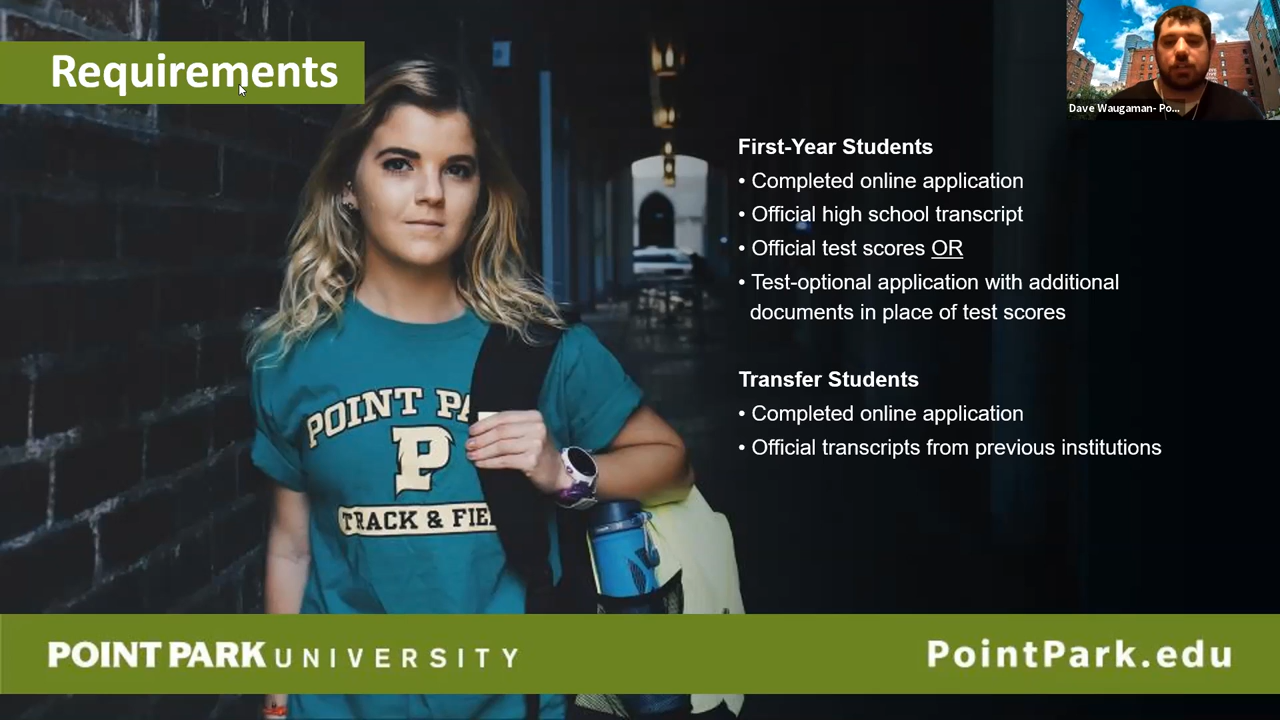 Requirements
Dave Waugaman- Po...
First-Year Students
• Completed online application
• Official high school transcript
• Official test scores OR
• Test-optional application with additional
documents in place of test scores
Transfer Students
• Completed online application
• Official transcripts from previous institutions
POINT PA
P
TRACK & FIE
POINT PARK UNIVERSITY
PointPark.edu